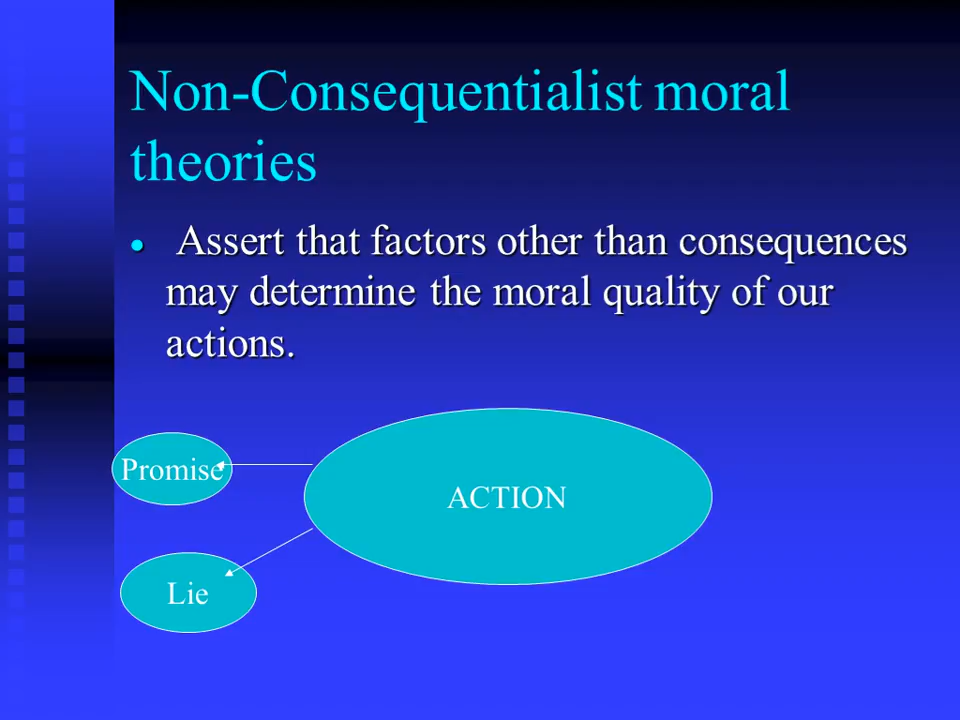 Non-Consequentialist moral
theories
• Assert that factors other than consequences
may determine the moral quality of our
actions.
Promise
ACTION
Lie